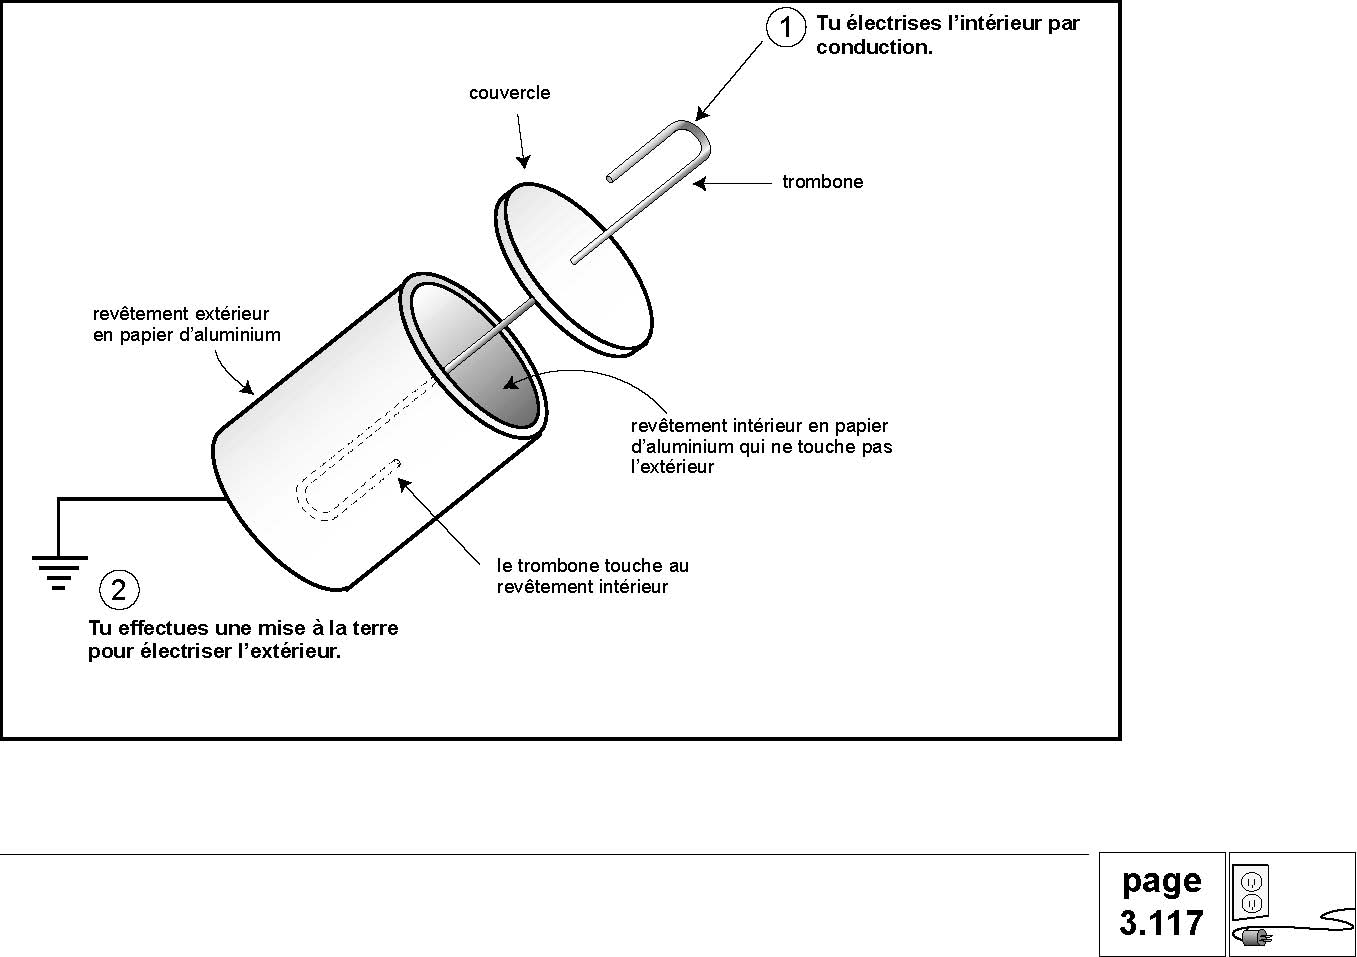 1
Tu électrises l'intérieur par
conduction.
couvercle
trombone
revêtement extérieur
en papier d'aluminium
revêtement intérieur en papier
d'aluminium qui ne touche pas
l'extérieur
le trombone touche au
revêtement intérieur
2
Tu effectues une mise à la terre
pour électriser l'extérieur.
page
3.117